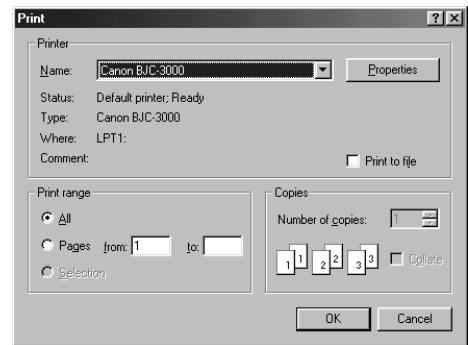 Print
Printer
Name: Canon BJC-3000 Properties
Status: Default printer; Ready
Type: Canon BJC-3000
Where: LPT1:
Comment: Print to file
Print range
All
Pages from: 1 to:
Selection
Copies
Number of copies: 1
1 1 2 2 3 3 Collate
OK Cancel